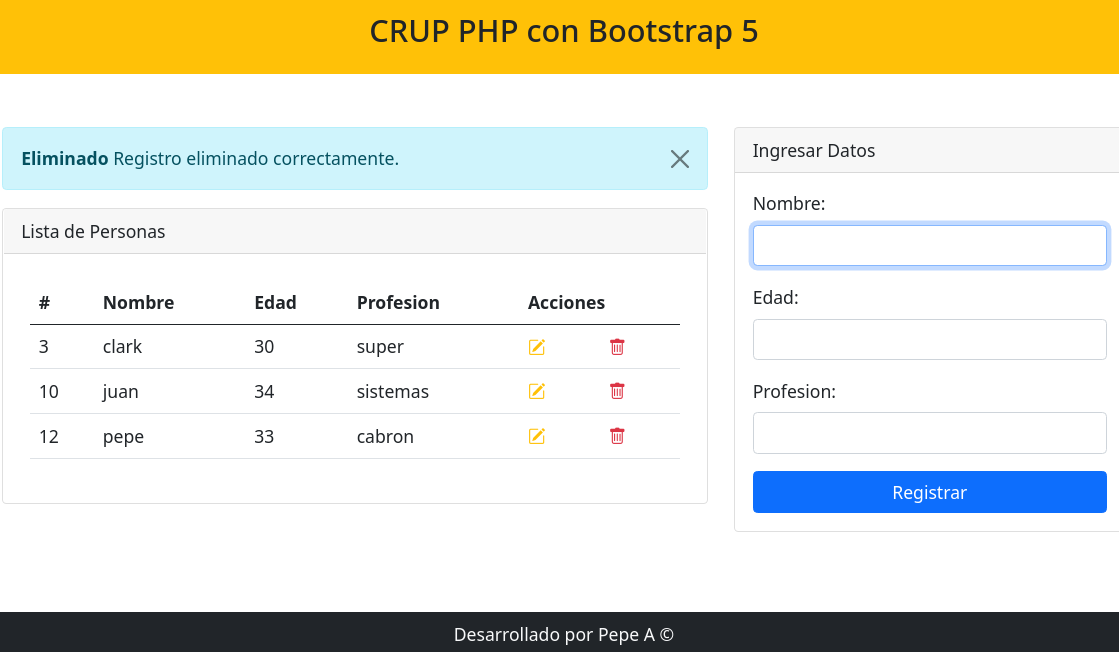 CRUP PHP con Bootstrap 5
Eliminado Registro eliminado correctamente.
Lista de Personas
# Nombre Edad Profesion Acciones
3 clark 30 super
10 juan 34 sistemas
12 pepe 33 cabron
Ingresar Datos
Nombre:
Edad:
Profesion:
Registrar
Desarrollado por Pepe A ©